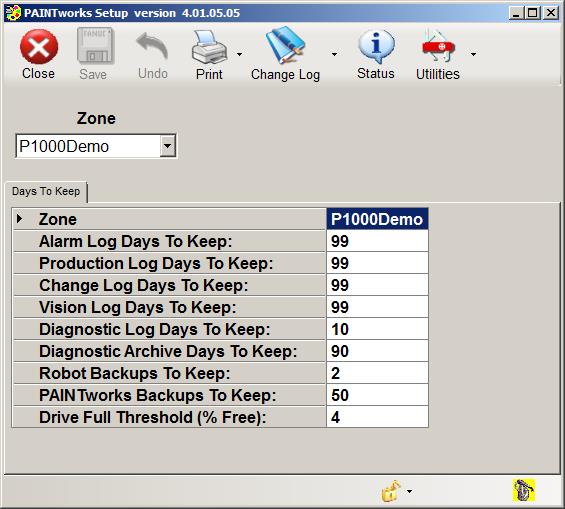 PAINTworks Setup version 4.01.05.05
Close Save Undo Print Change Log Status Utilities
FANUC
Zone
P1000Demo
Days To Keep
Zone P1000Demo
Alarm Log Days To Keep: 99
Production Log Days To Keep: 99
Change Log Days To Keep: 99
Vision Log Days To Keep: 99
Diagnostic Log Days To Keep: 10
Diagnostic Archive Days To Keep: 90
Robot Backups To Keep: 2
PAINTworks Backups To Keep: 50
Drive Full Threshold (% Free): 4